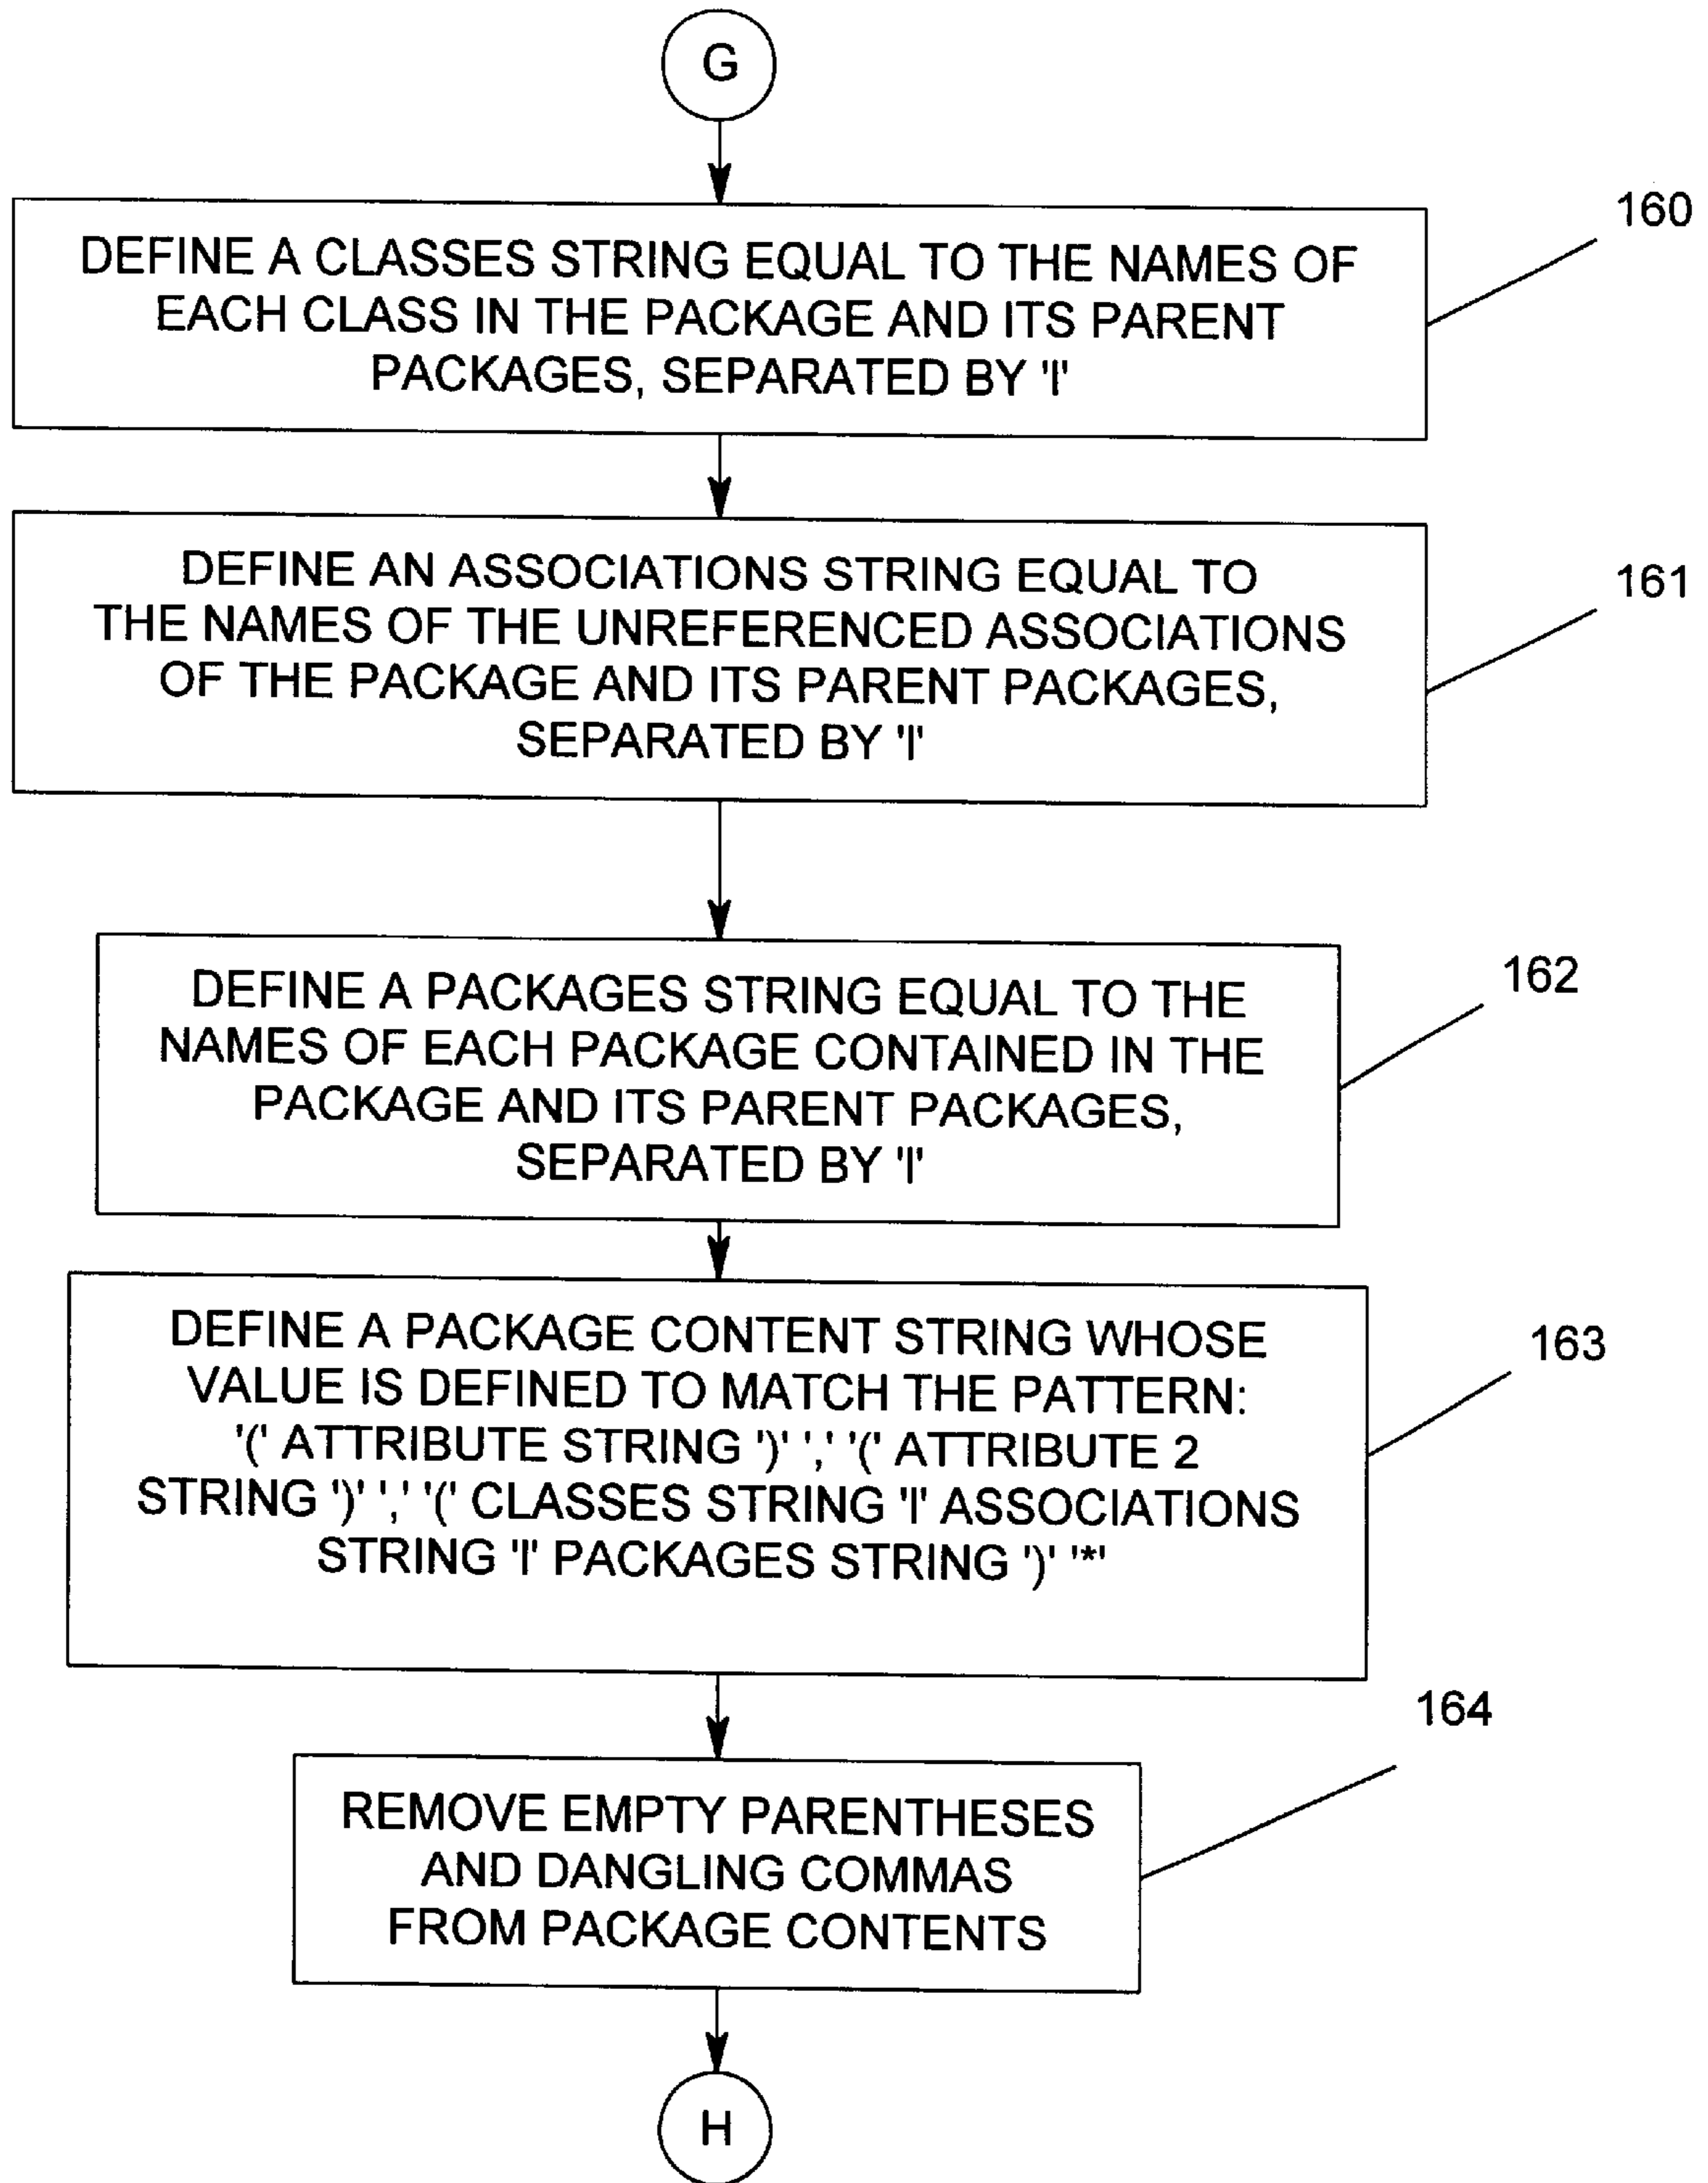 G
160
DEFINE A CLASSES STRING EQUAL TO THE NAMES OF
EACH CLASS IN THE PACKAGE AND ITS PARENT
PACKAGES, SEPARATED BY '|'
161
DEFINE AN ASSOCIATIONS STRING EQUAL TO
THE NAMES OF THE UNREFERENCED ASSOCIATIONS
OF THE PACKAGE AND ITS PARENT PACKAGES,
SEPARATED BY '|'
162
DEFINE A PACKAGES STRING EQUAL TO THE
NAMES OF EACH PACKAGE CONTAINED IN THE
PACKAGE AND ITS PARENT PACKAGES,
SEPARATED BY '|'
163
DEFINE A PACKAGE CONTENT STRING WHOSE
VALUE IS DEFINED TO MATCH THE PATTERN:
'(' ATTRIBUTE STRING ')' ',' '(' ATTRIBUTE 2
STRING ')' ',' '(' CLASSES STRING '|' ASSOCIATIONS
STRING '|' PACKAGES STRING ')' '*'
164
REMOVE EMPTY PARENTHESES
AND DANGLING COMMAS
FROM PACKAGE CONTENTS
H